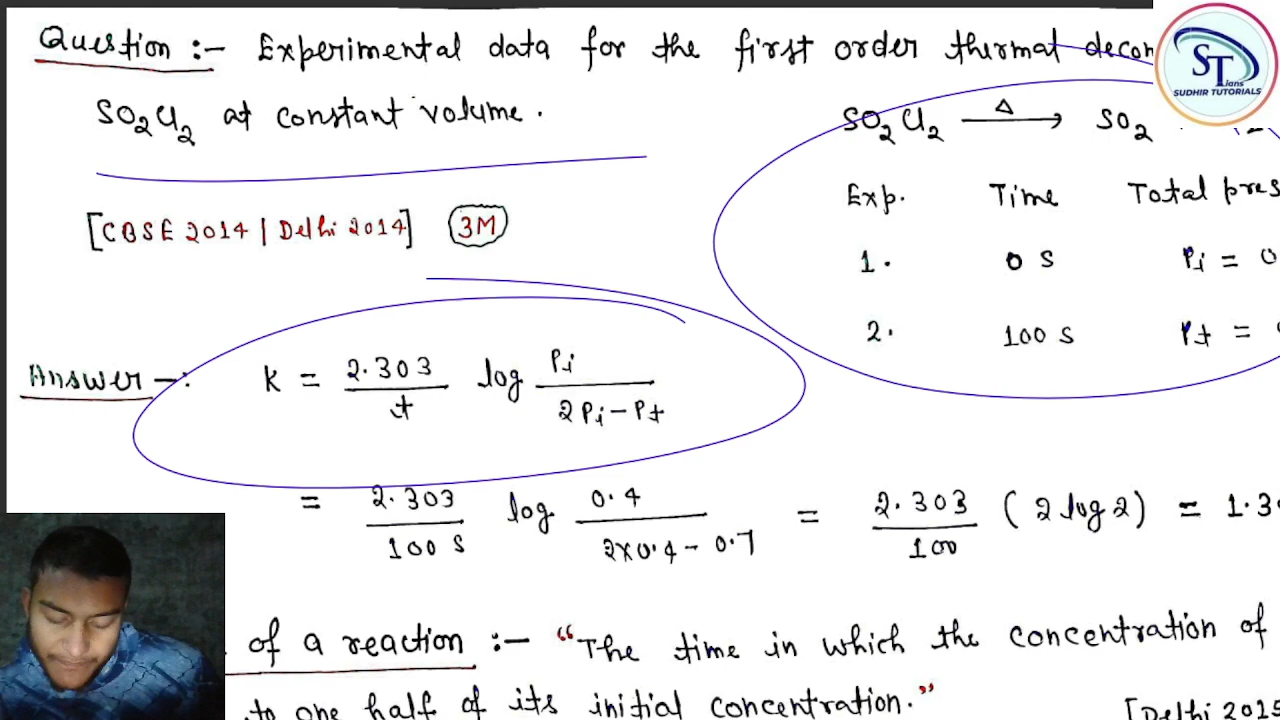 Question :- Experimental data for the first order thermal decom
SO₂Cl₂ at constant volume.
SO₂Cl₂ —Δ→ SO₂
[CBSE 2014 | Delhi 2014] 3M
Exp. Time Total pres
1. 0 s Pi = 0
2. 100 s Pt =
Answer -: K = 2.303/t log Pi/(2Pi - Pt)
= 2.303/100 s log 0.4/(2×0.4 - 0.7) = 2.303/100 (2 log 2) = 1.3
of a reaction :- "The time in which the concentration of
to one half of its initial concentration."
[Delhi 2015
ST
ians
SUDHIR TUTORIALS